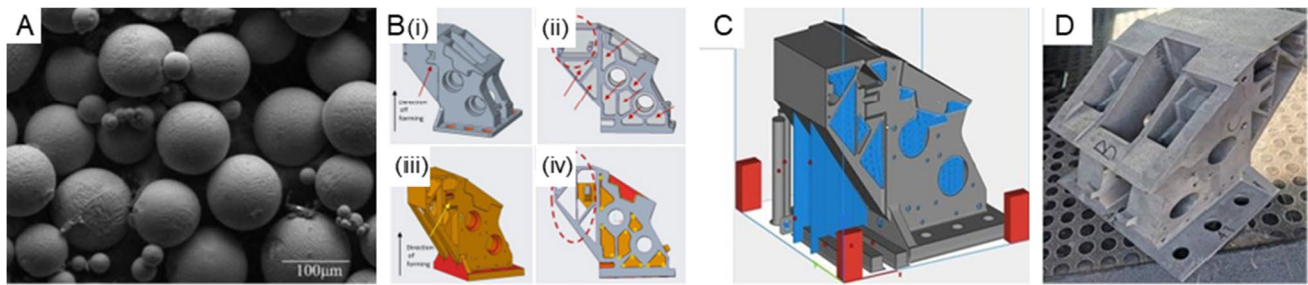 A
100μm
B(i)
(ii)
Direction
of
forming
(iii)
(iv)
Direction
of
forming
C
D
B